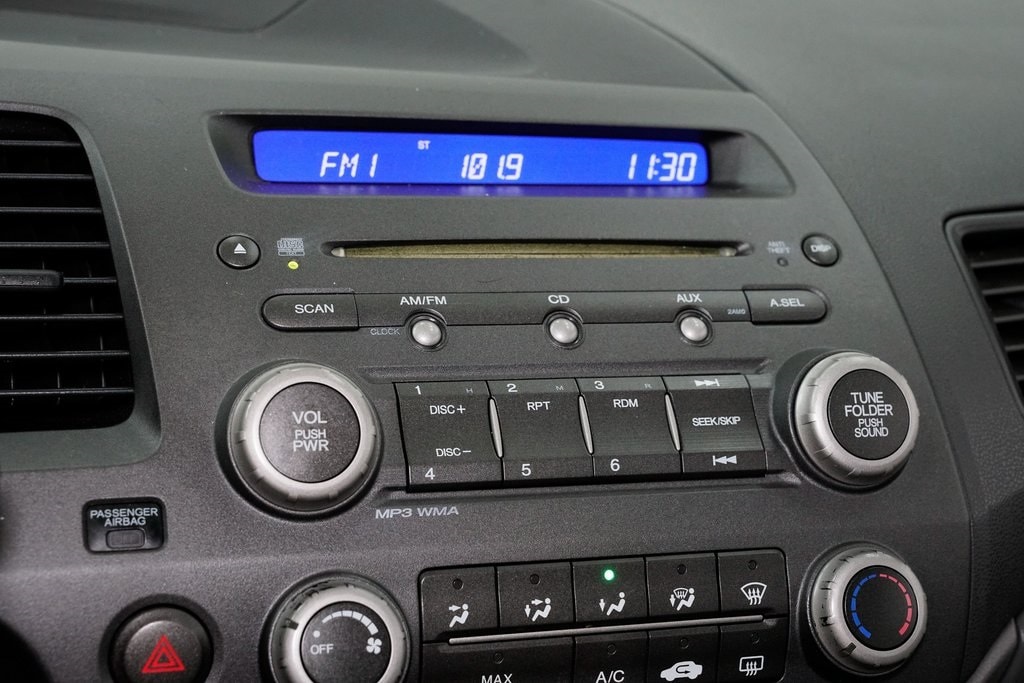 ST
FM1 101.9 11:30
ANTI THEFT
DISP
SCAN
AM/FM
CD
AUX
A.SEL
CLOCK
1 H
2 M
3 R
DISC+
RPT
RDM
SEEK/SKIP
DISC-
4
5
6
VOL
PUSH
PWR
TUNE
FOLDER
PUSH
SOUND
MP3 WMA
PASSENGER
AIRBAG
OFF
MAX
A/C